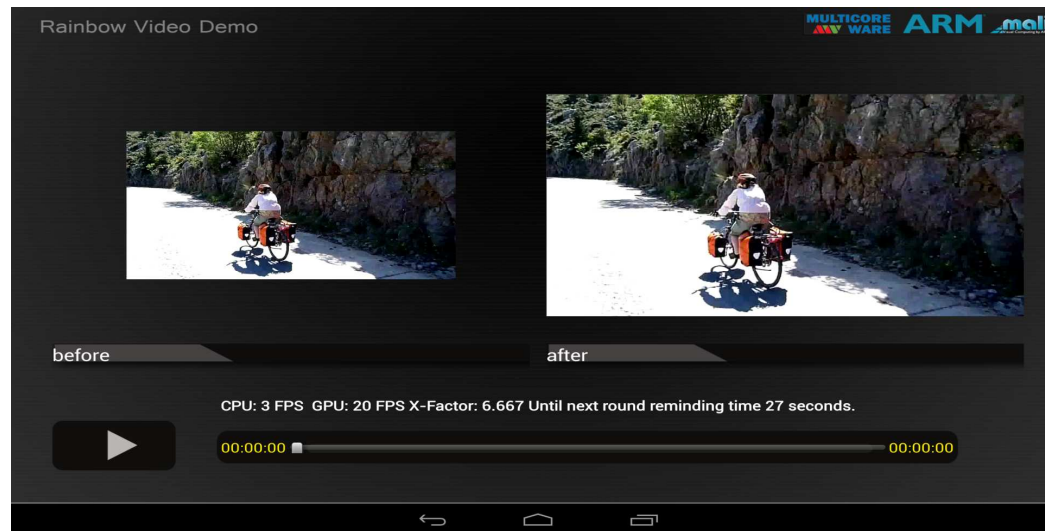 Rainbow Video Demo
MULTICORE
WARE
ARM
mali
before
after
CPU: 3 FPS GPU: 20 FPS X-Factor: 6.667 Until next round reminding time 27 seconds.
00:00:00
00:00:00